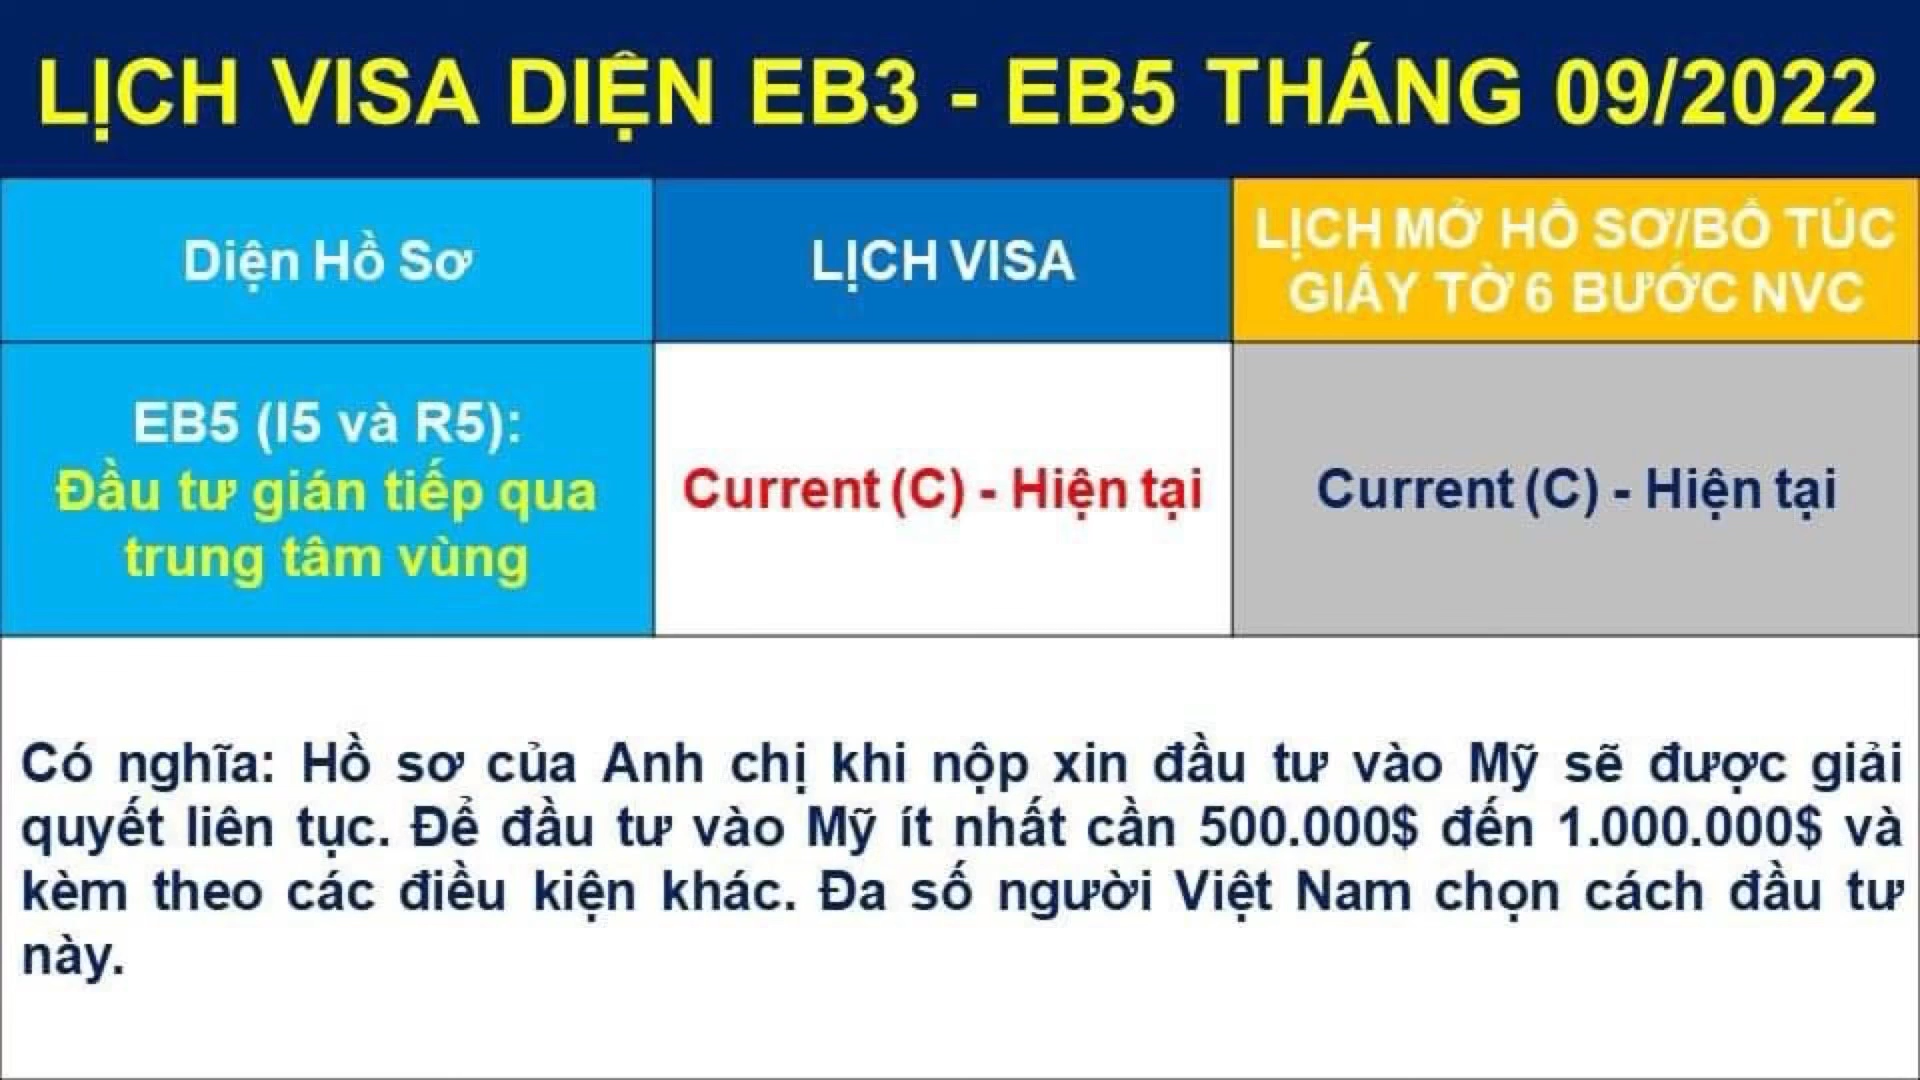 LỊCH VISA DIỆN EB3 - EB5 THÁNG 09/2022
Diện Hồ Sơ
LỊCH VISA
LỊCH MỞ HỒ SƠ/BỔ TÚC
GIẤY TỜ 6 BƯỚC NVC
EB5 (I5 và R5):
Đầu tư gián tiếp qua
trung tâm vùng
Current (C) - Hiện tại
Current (C) - Hiện tại
Có nghĩa: Hồ sơ của Anh chị khi nộp xin đầu tư vào Mỹ sẽ được giải
quyết liên tục. Để đầu tư vào Mỹ ít nhất cần 500.000$ đến 1.000.000$ và
kèm theo các điều kiện khác. Đa số người Việt Nam chọn cách đầu tư
này.